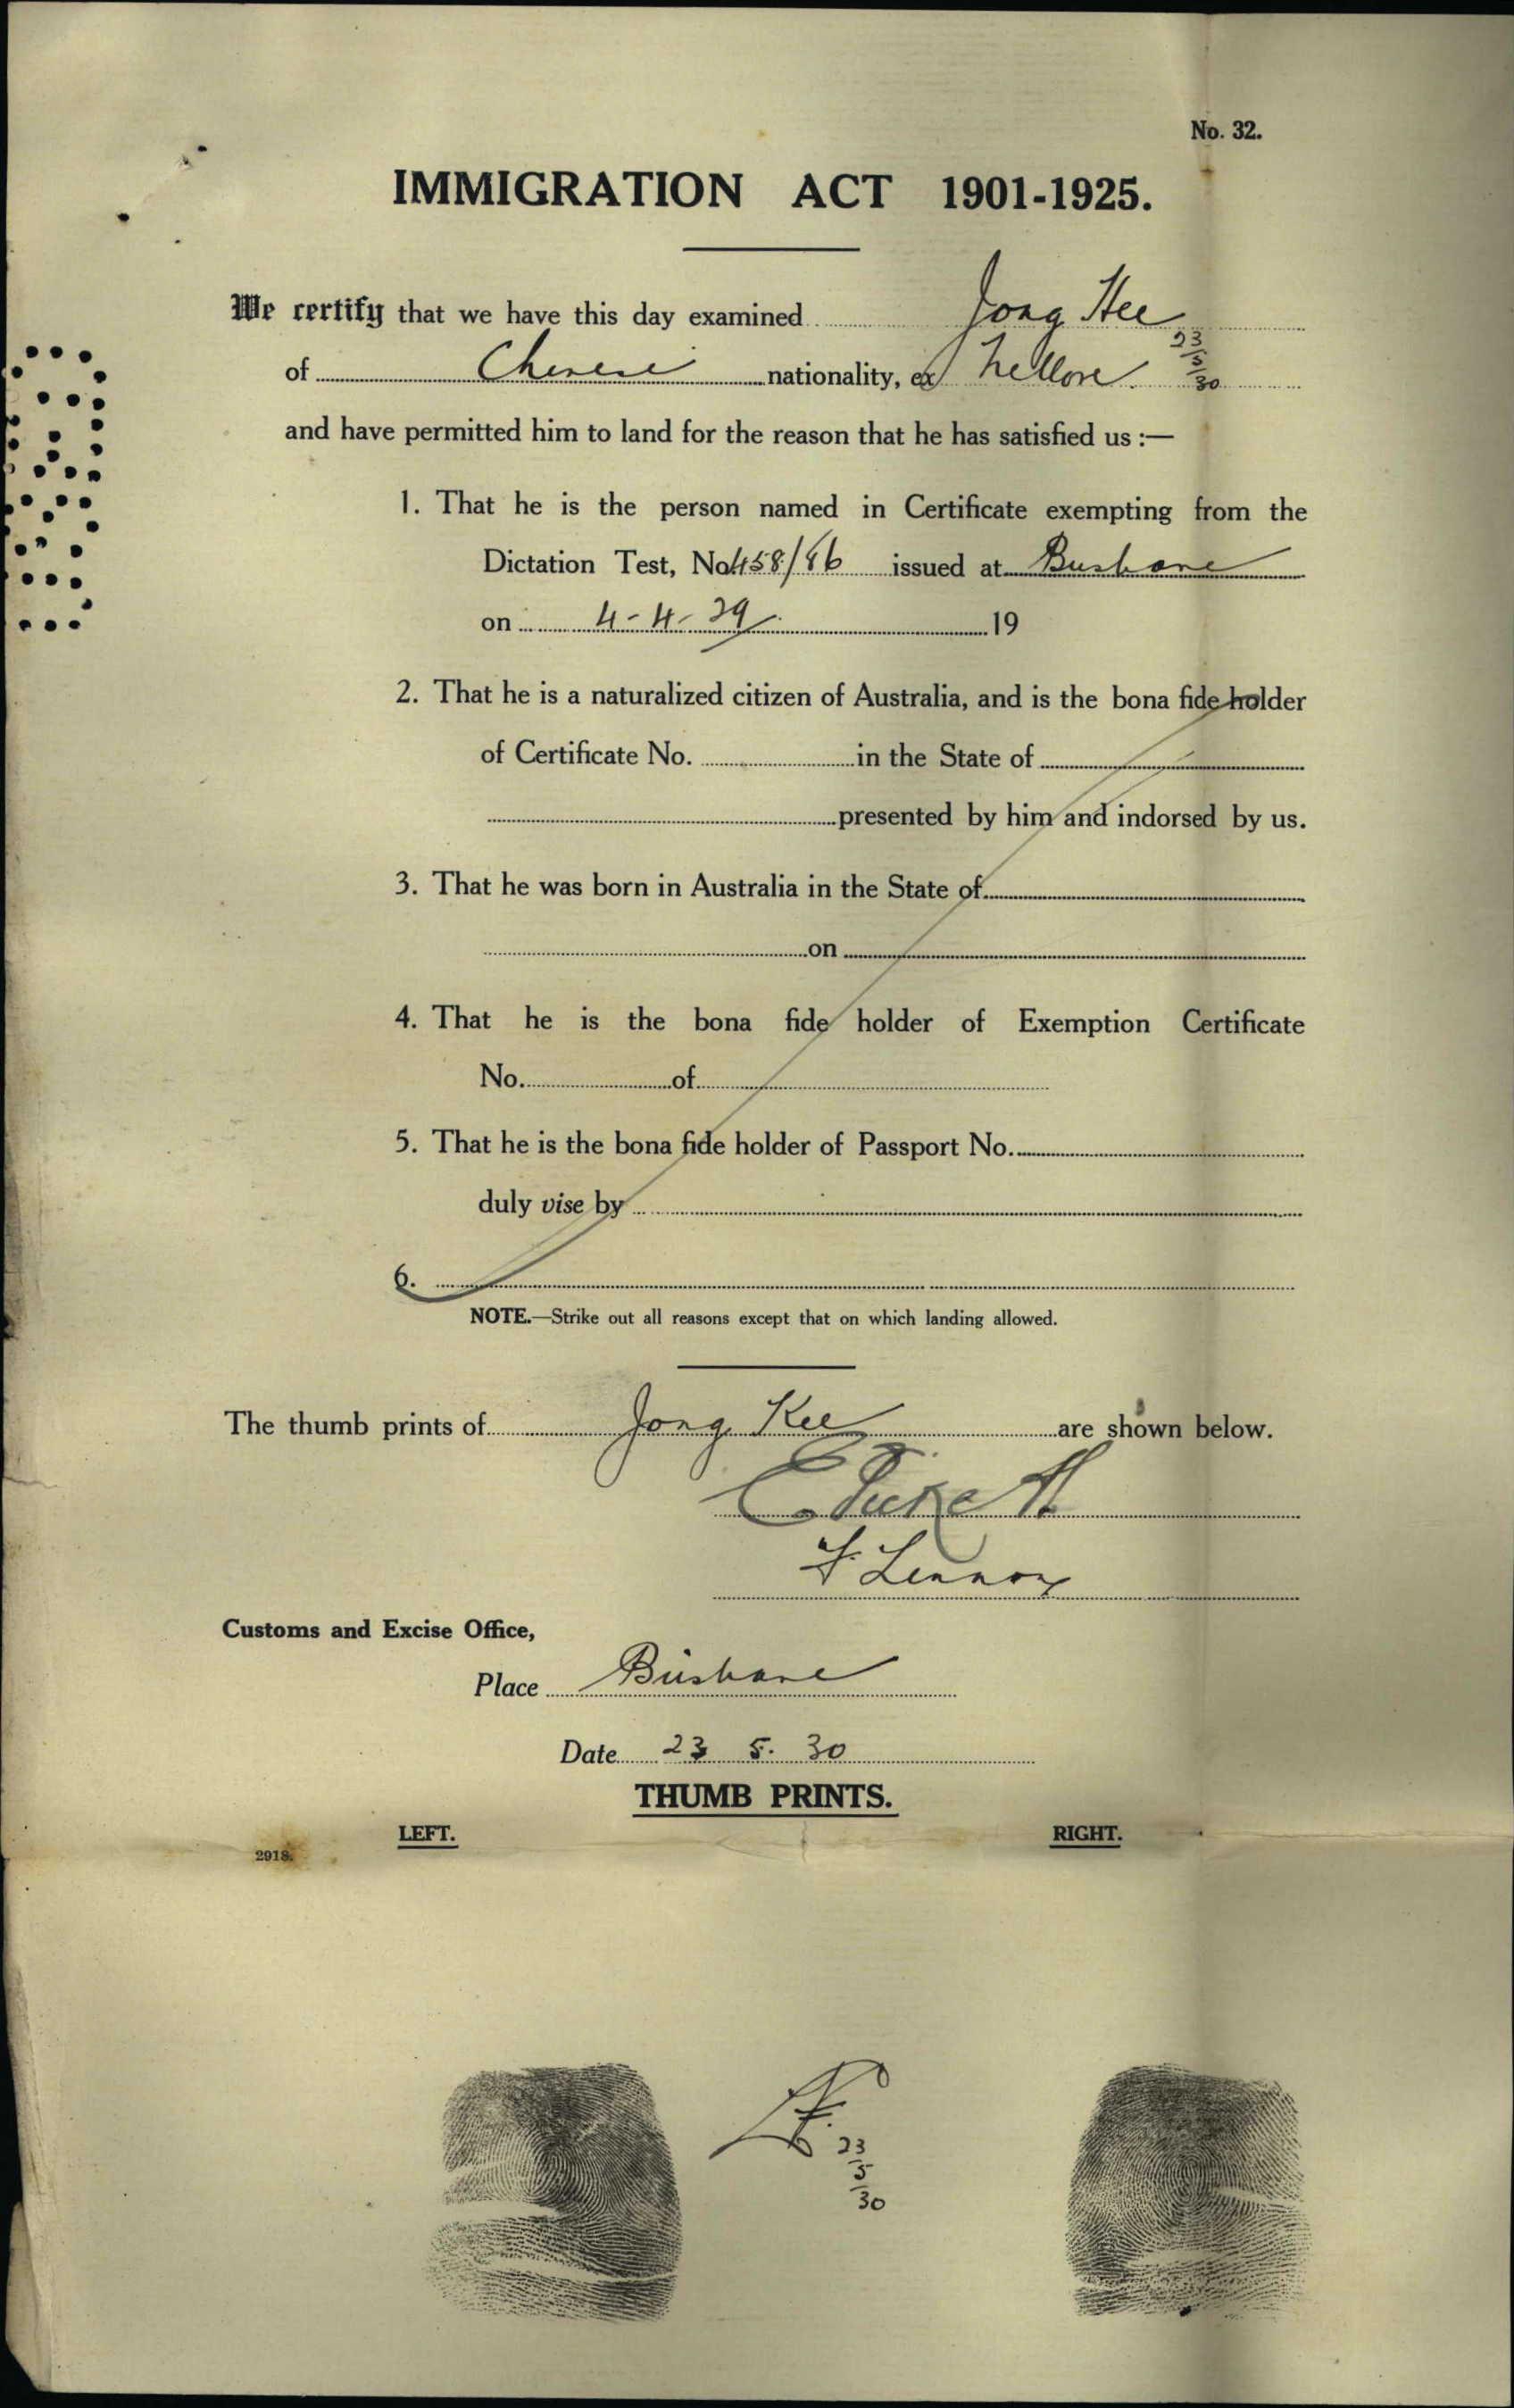 No. 32.
IMMIGRATION ACT 1901-1925.
We certify that we have this day examined Jong Hee
of Chinese nationality, ex Nellore. 23/5/30
and have permitted him to land for the reason that he has satisfied us :—
1. That he is the person named in Certificate exempting from the
Dictation Test, No. 458/86 issued at Brisbane
on 4-4-29 19
2. That he is a naturalized citizen of Australia, and is the bona fide holder
of Certificate No. in the State of
presented by him and indorsed by us.
3. That he was born in Australia in the State of
on
4. That he is the bona fide holder of Exemption Certificate
No. of
5. That he is the bona fide holder of Passport No.
duly vise by
6.
NOTE.—Strike out all reasons except that on which landing allowed.
The thumb prints of Jong Kee are shown below.
F Lennox
Customs and Excise Office,
Place Brisbane
Date 23 5. 30
THUMB PRINTS.
LEFT. RIGHT.
2918.
23/5/30